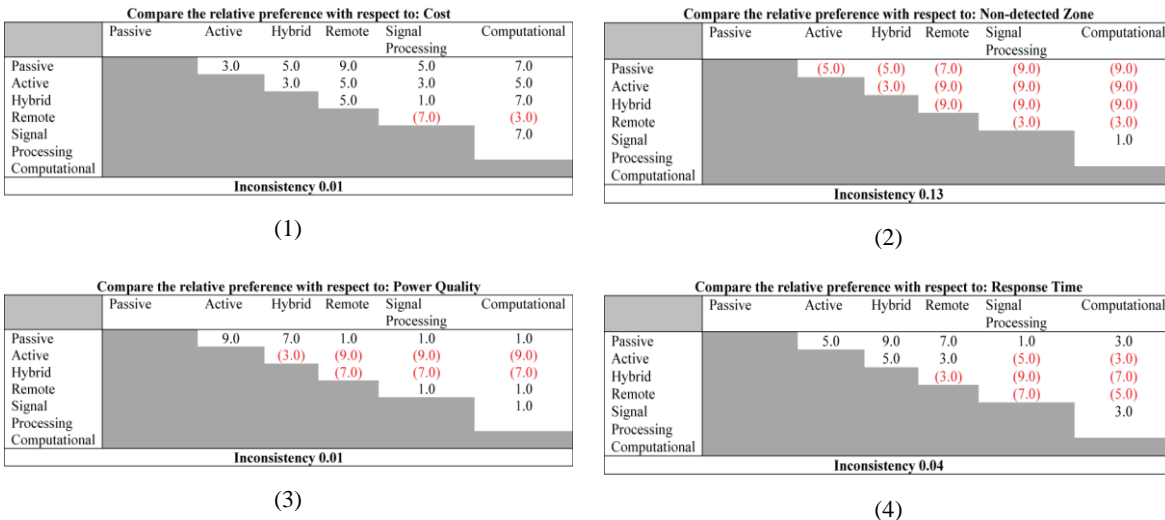 Compare the relative preference with respect to: Cost
Passive Active Hybrid Remote Signal Processing Computational
Passive 3.0 5.0 9.0 5.0 7.0
Active 3.0 5.0 3.0 5.0
Hybrid 5.0 1.0 7.0
Remote (7.0) (3.0)
Signal Processing 7.0
Computational
Inconsistency 0.01
(1)
Compare the relative preference with respect to: Non-detected Zone
Passive Active Hybrid Remote Signal Processing Computational
Passive (5.0) (5.0) (7.0) (9.0) (9.0)
Active (3.0) (9.0) (9.0) (9.0)
Hybrid (9.0) (9.0) (9.0)
Remote (3.0) (3.0)
Signal Processing 1.0
Computational
Inconsistency 0.13
(2)
Compare the relative preference with respect to: Power Quality
Passive Active Hybrid Remote Signal Processing Computational
Passive 9.0 7.0 1.0 1.0 1.0
Active (3.0) (9.0) (9.0) (9.0)
Hybrid (7.0) (7.0) (7.0)
Remote 1.0 1.0
Signal Processing 1.0
Computational
Inconsistency 0.01
(3)
Compare the relative preference with respect to: Response Time
Passive Active Hybrid Remote Signal Processing Computational
Passive 5.0 9.0 7.0 1.0 3.0
Active 5.0 3.0 (5.0) (3.0)
Hybrid (3.0) (9.0) (7.0)
Remote (7.0) (5.0)
Signal Processing 3.0
Computational
Inconsistency 0.04
(4)